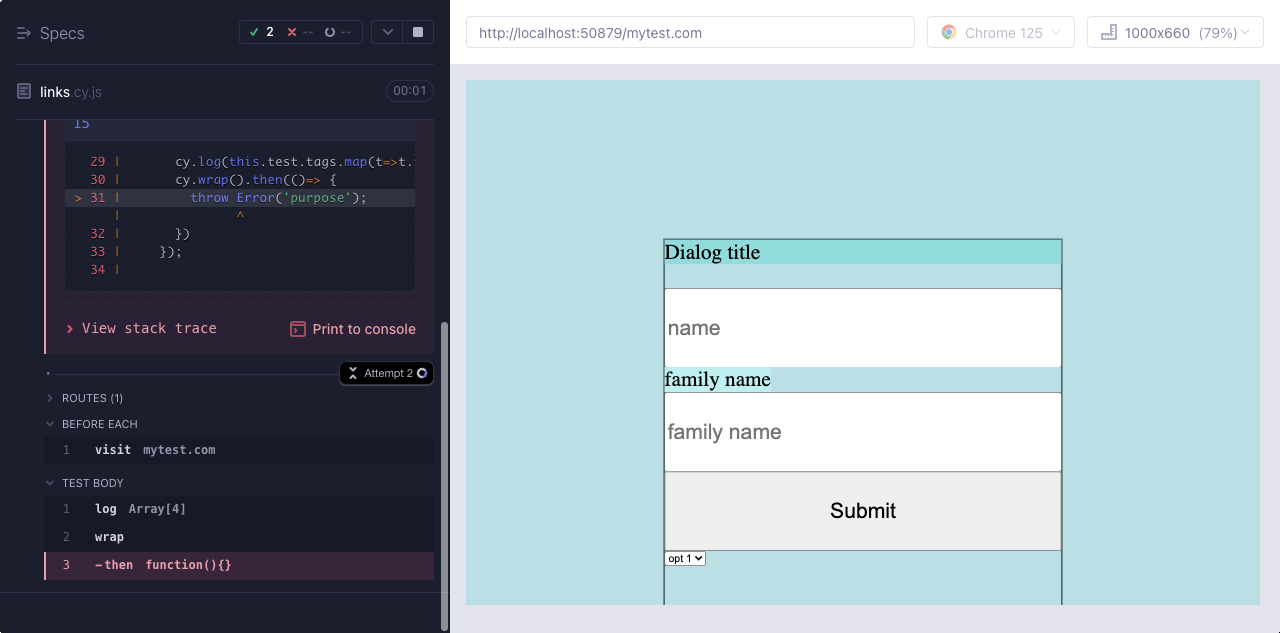 Specs
2 -- --
links.cy.js
00:01
15
29 | cy.log(this.test.tags.map(t=>t.
30 | cy.wrap().then(()=> {
> 31 | throw Error('purpose');
| ^
32 | })
33 | });
34 |
View stack trace
Print to console
Attempt 2
ROUTES (1)
BEFORE EACH
1 visit mytest.com
TEST BODY
1 log Array[4]
2 wrap
3 -then function(){}
http://localhost:50879/mytest.com
Chrome 125
1000x660 (79%)
Dialog title
name
family name
family name
Submit
opt 1